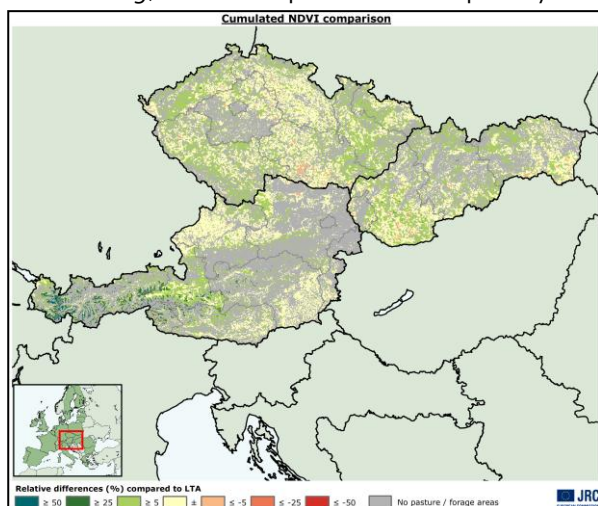 Cumulated NDVI comparison
Relative differences (%) compared to LTA
≥ 50 ≥ 25 ≥ 5 ± ≤ -5 ≤ -25 ≤ -50 No pasture / forage areas
JRC